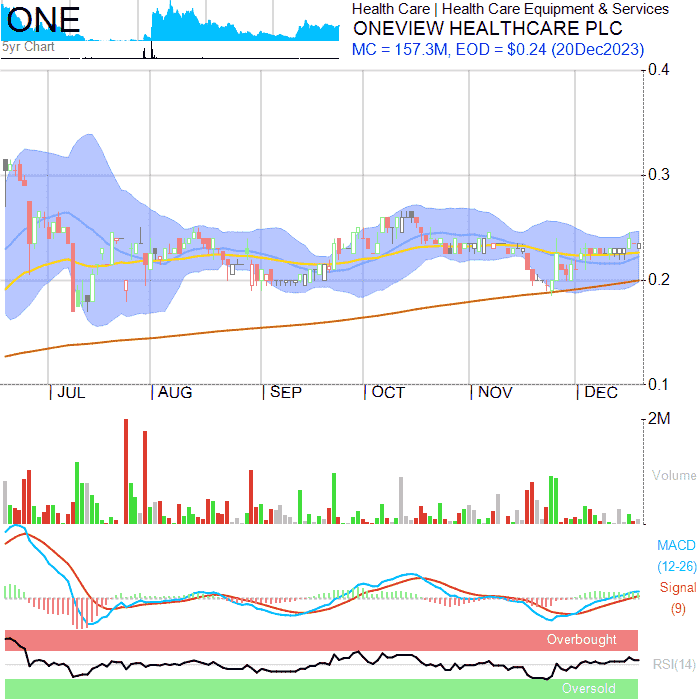 ONE
5yr Chart
Health Care | Health Care Equipment & Services
ONEVIEW HEALTHCARE PLC
MC = 157.3M, EOD = $0.24 (20Dec2023)
0.4
0.3
0.2
0.1
JUL
AUG
SEP
OCT
NOV
DEC
2M
Volume
MACD
(12-26)
Signal
(9)
Overbought
RSI(14)
Oversold